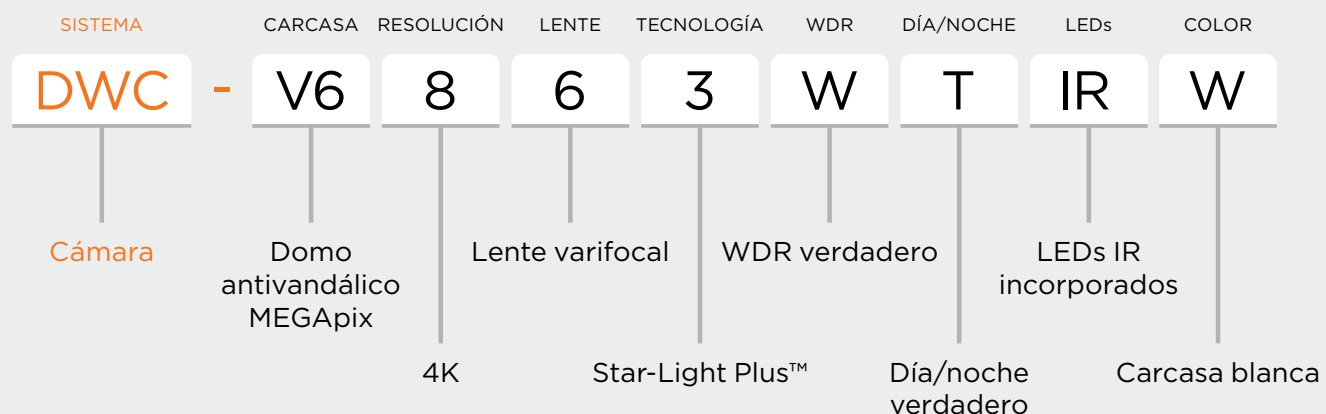 SISTEMA CARCASA RESOLUCIÓN LENTE TECNOLOGÍA WDR DÍA/NOCHE LEDs COLOR
DWC - V6 8 6 3 W T IR W
Cámara Domo Lente varifocal WDR verdadero LEDs IR
antivandálico incorporados
MEGApix
4K Star-Light Plus™ Día/noche Carcasa blanca
verdadero